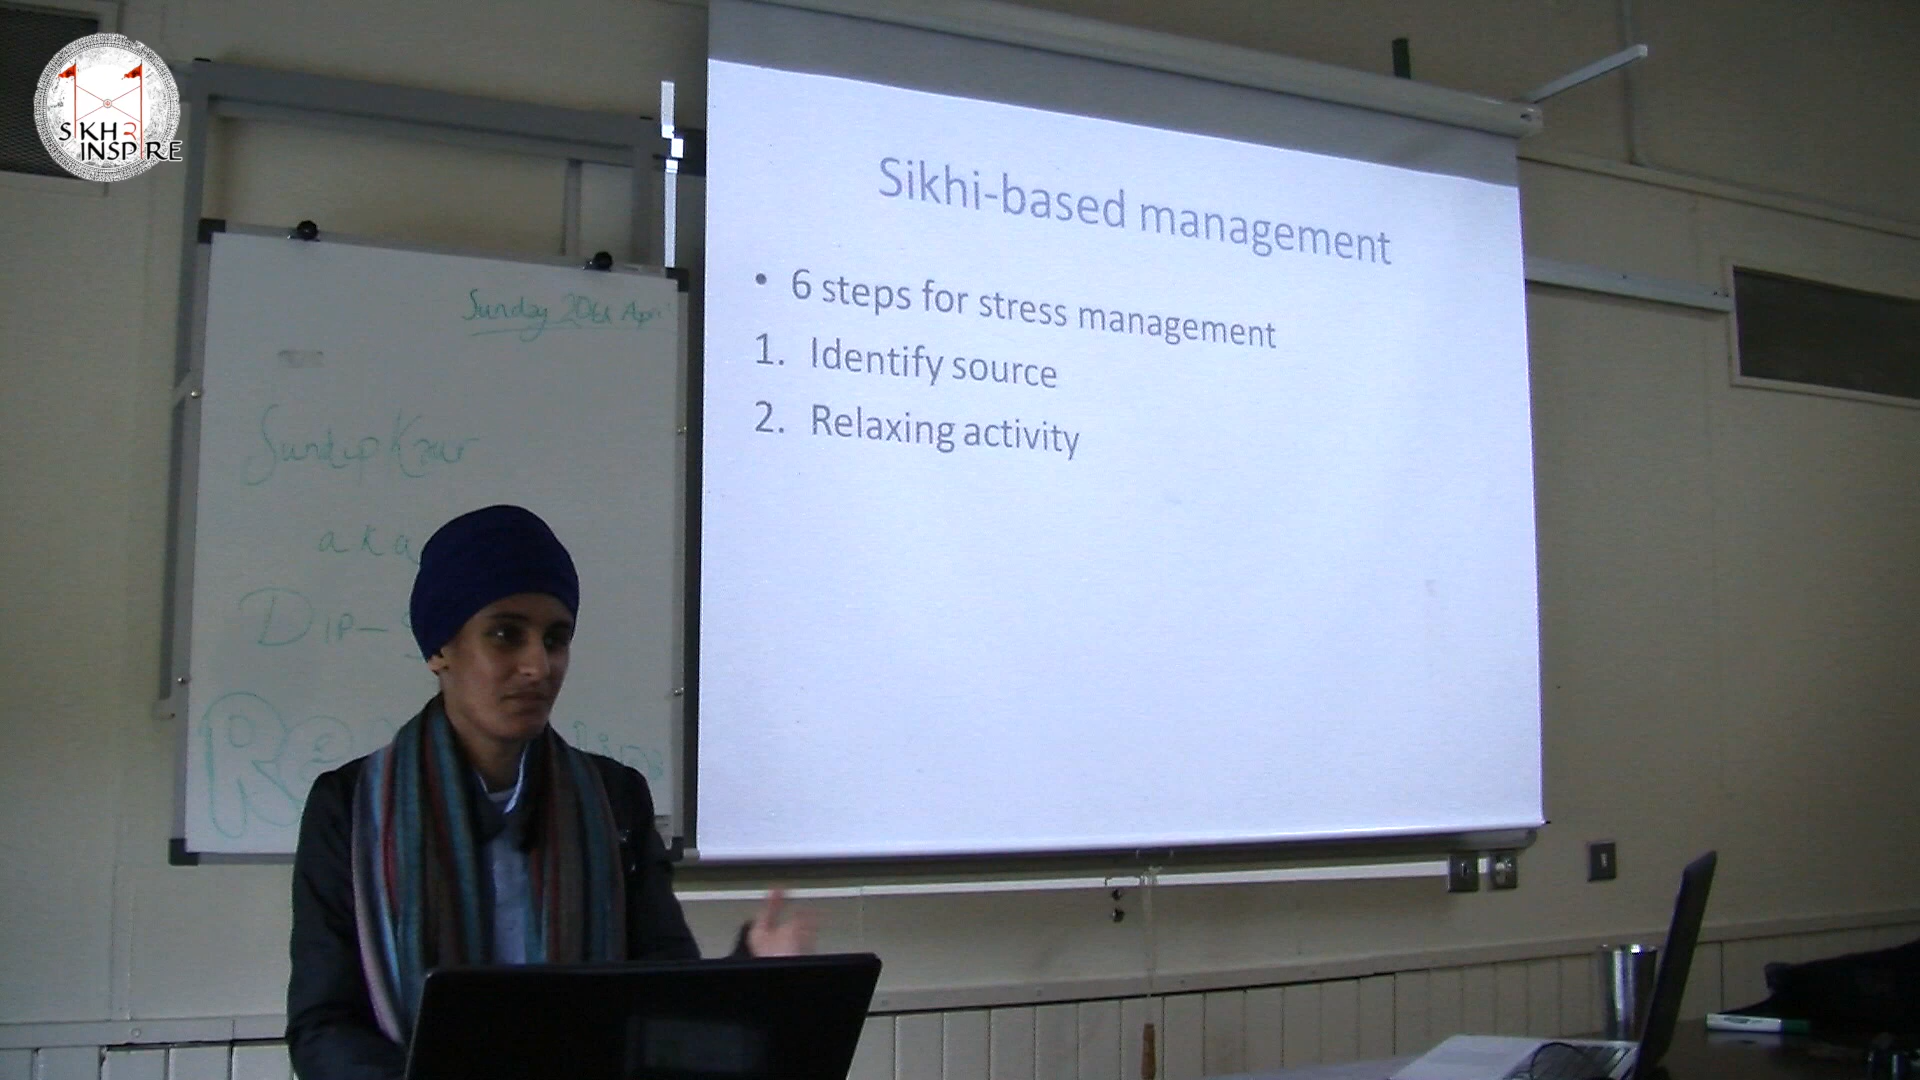 SIKH
INSPIRE
Sunday 20th April
Sundip Kaur
aka
DIP-
Sikhi-based management
• 6 steps for stress management
1. Identify source
2. Relaxing activity